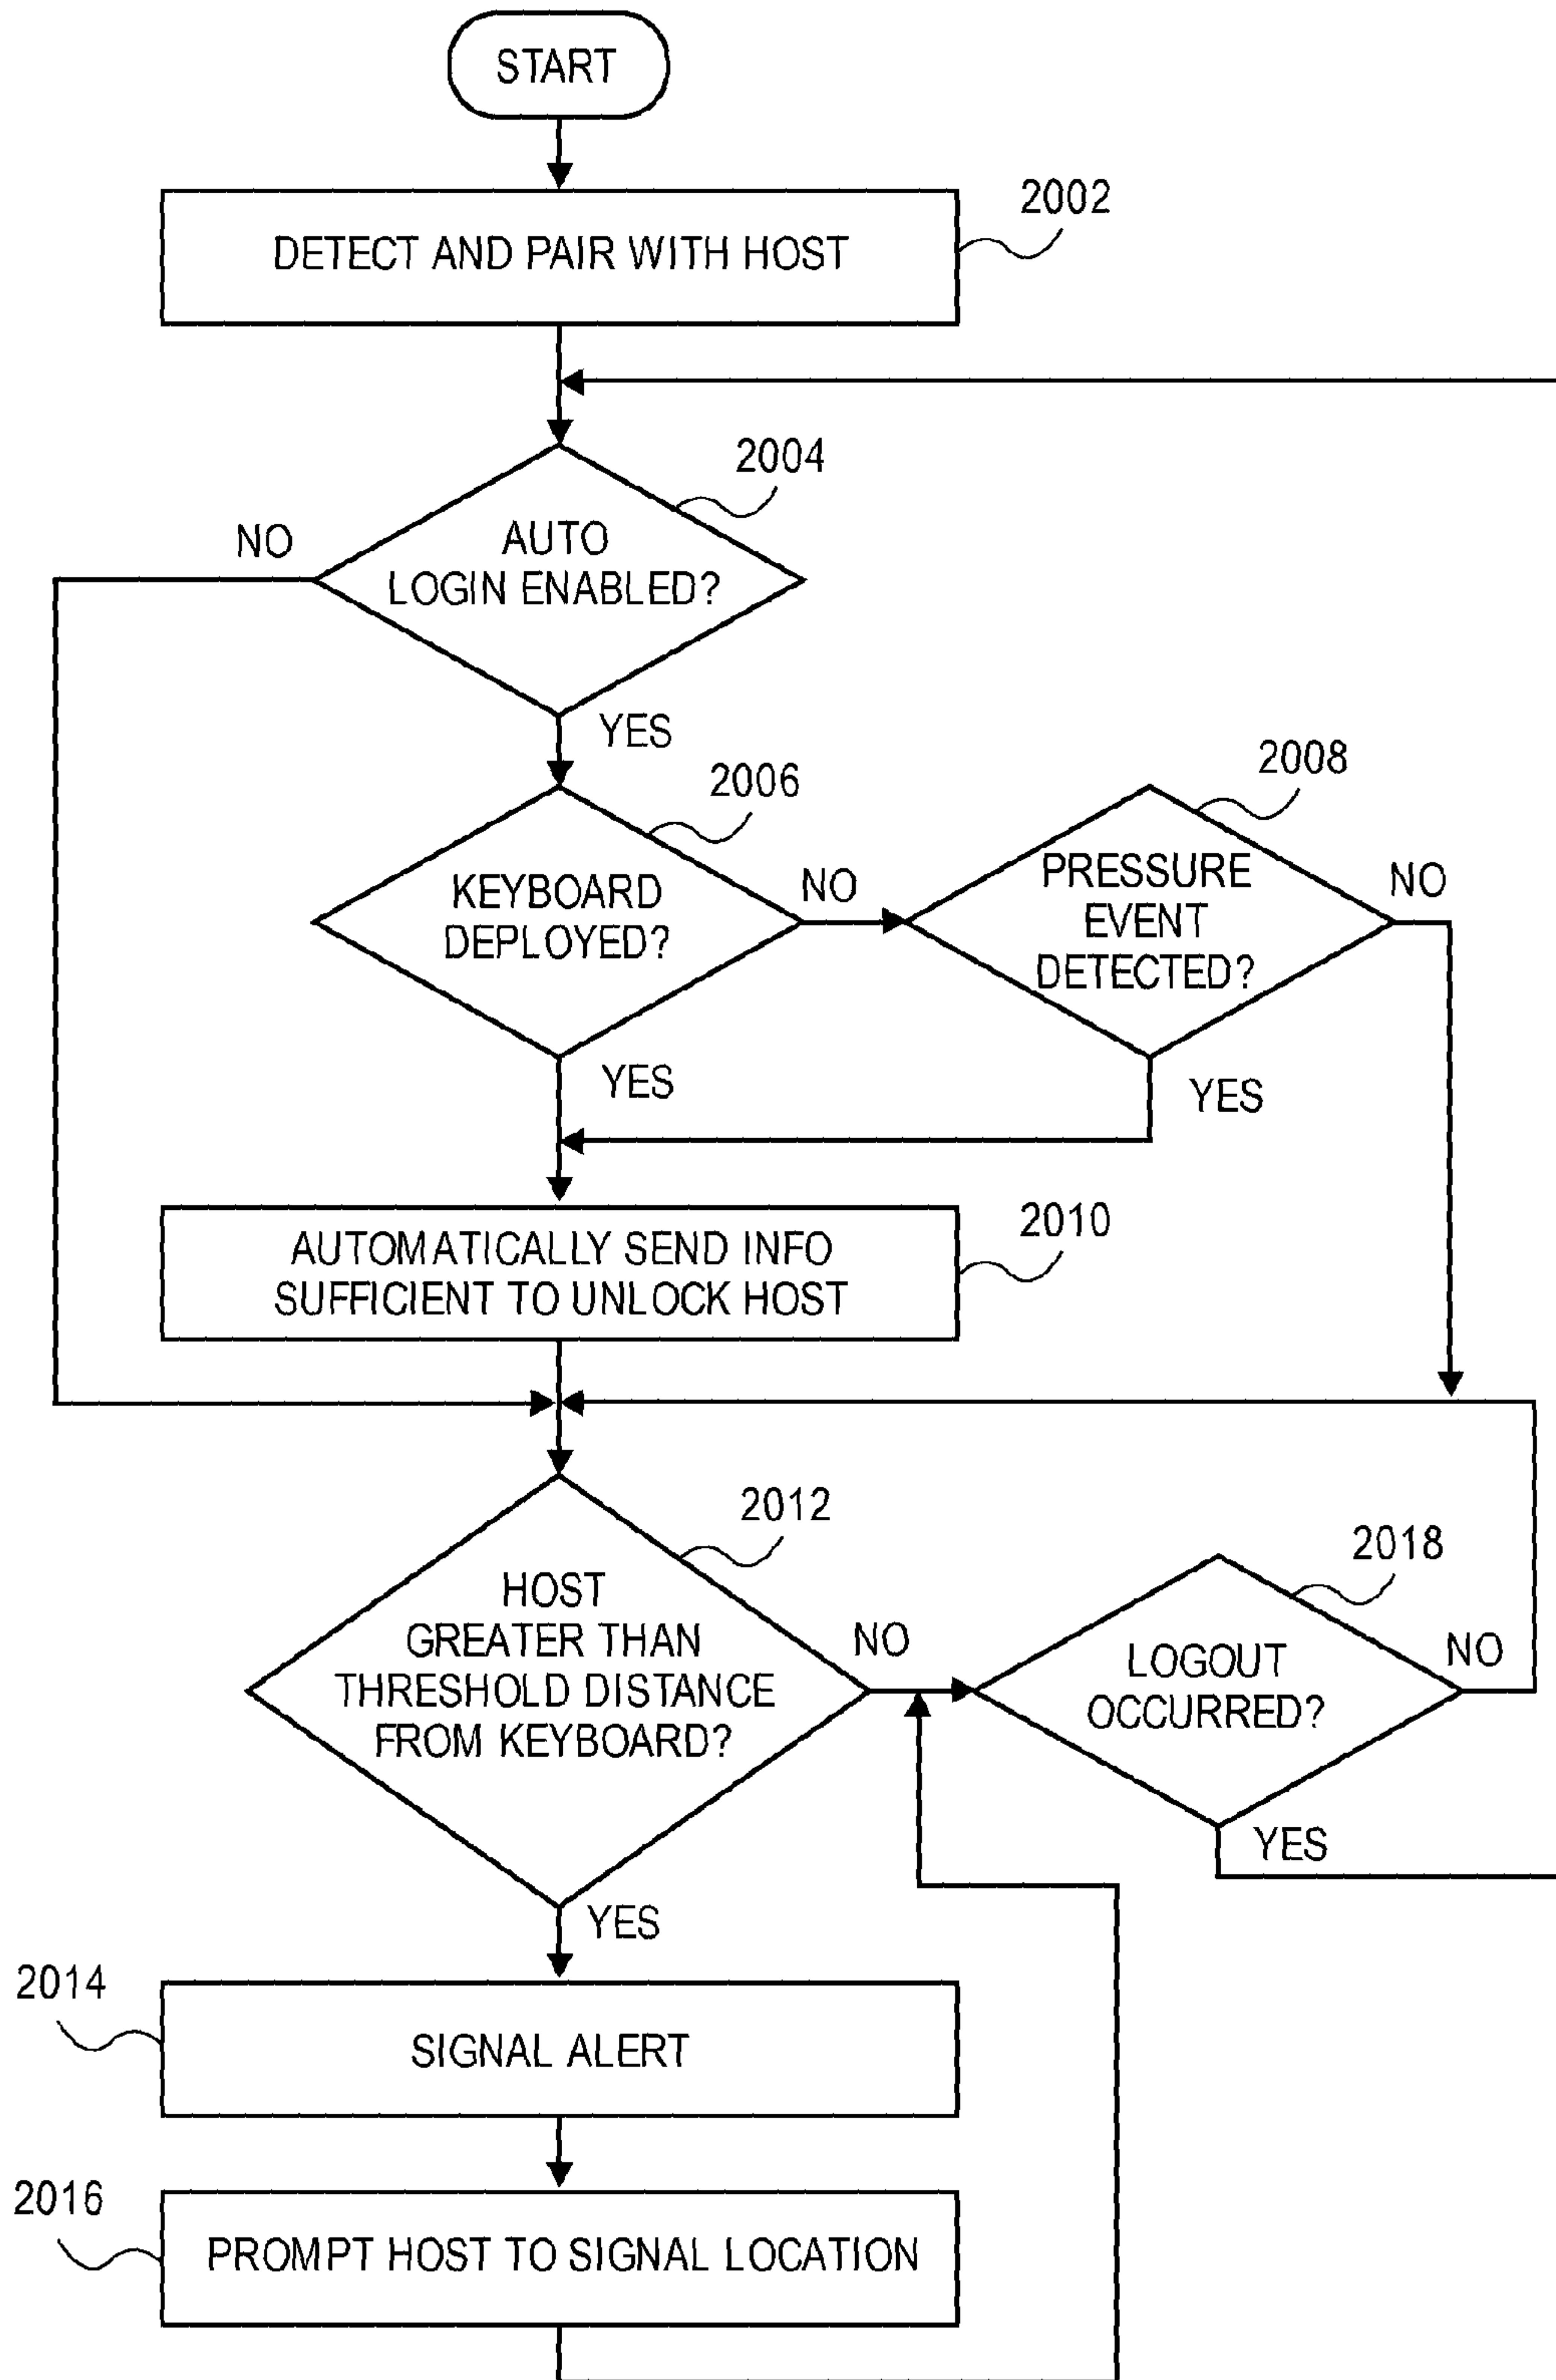 START
2002
DETECT AND PAIR WITH HOST
2004
NO
AUTO
LOGIN ENABLED?
YES
2006
2008
KEYBOARD
DEPLOYED?
NO
PRESSURE
EVENT
DETECTED?
NO
YES
YES
2010
AUTOMATICALLY SEND INFO
SUFFICIENT TO UNLOCK HOST
2012
2018
HOST
GREATER THAN
THRESHOLD DISTANCE
FROM KEYBOARD?
NO
LOGOUT
OCCURRED?
NO
YES
YES
2014
SIGNAL ALERT
2016
PROMPT HOST TO SIGNAL LOCATION